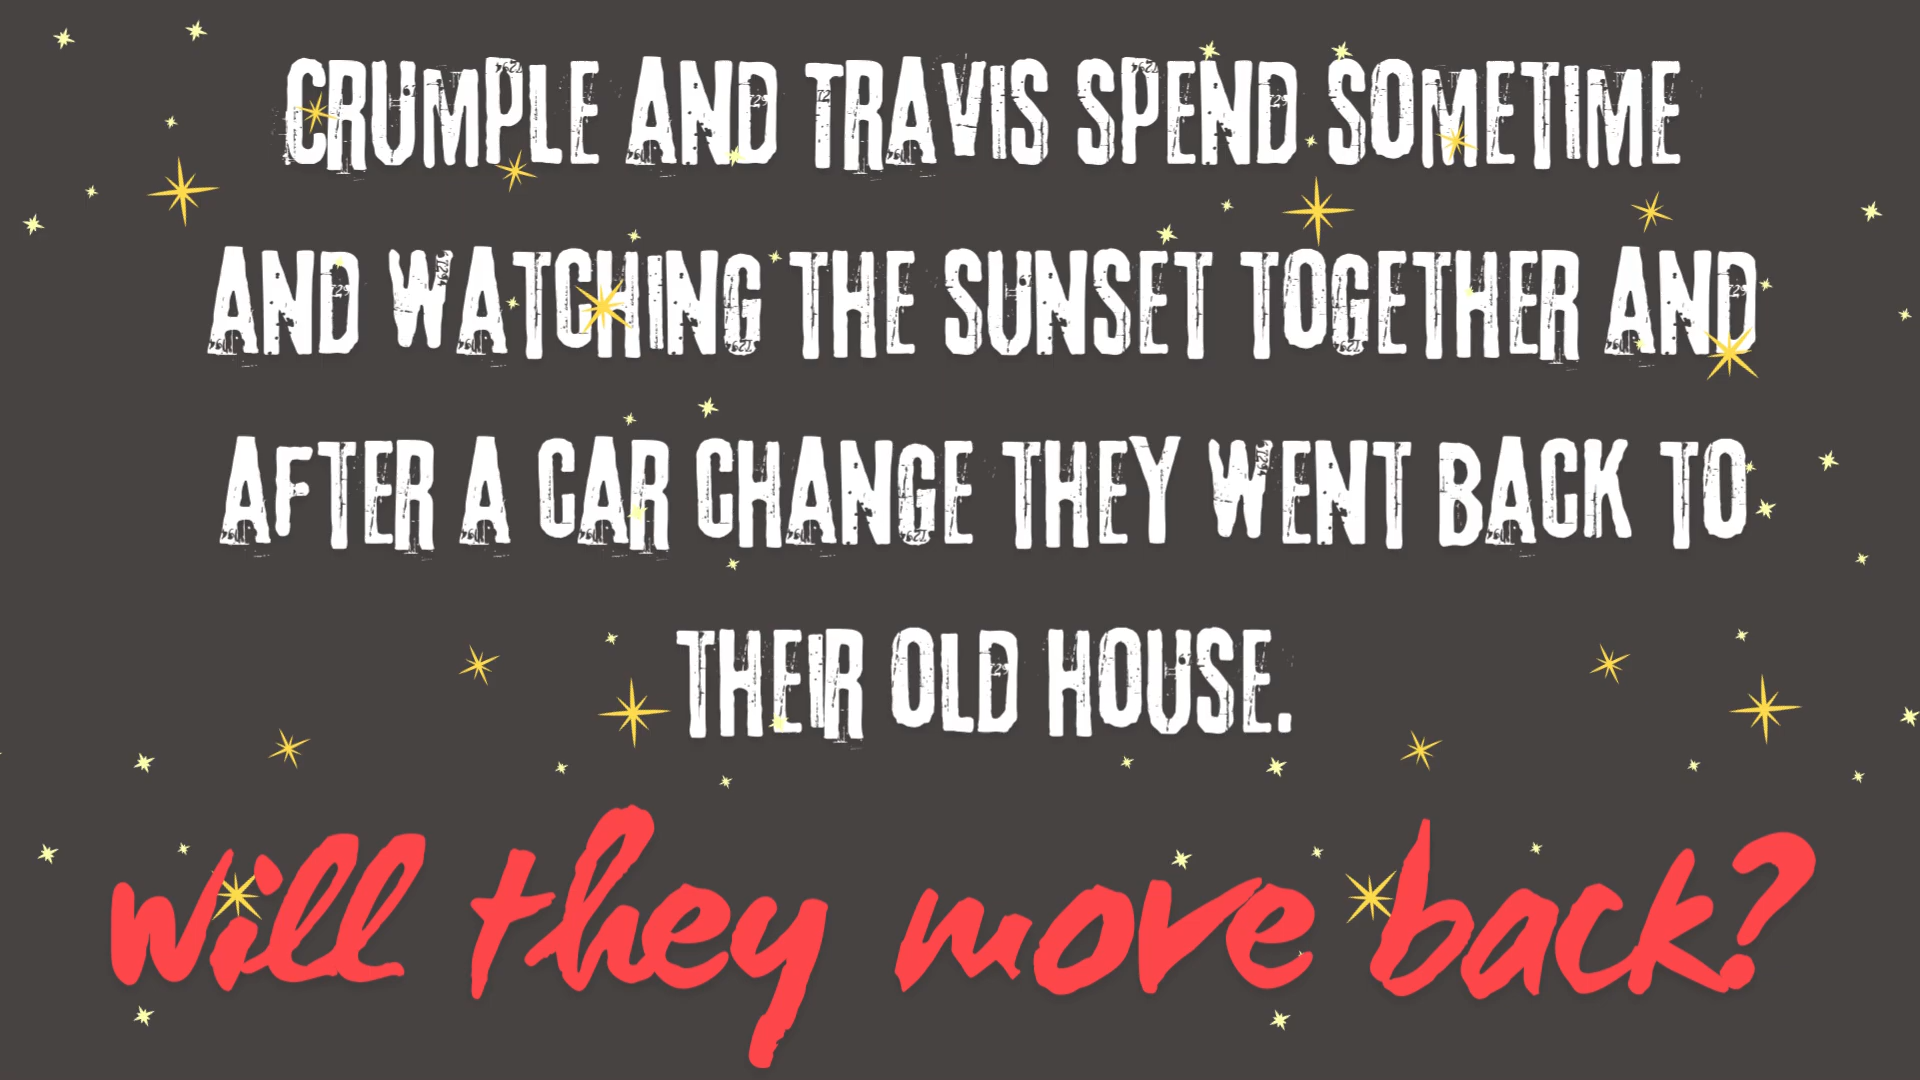 CRUMPLE AND TRAVIS SPEND SOMETIME
AND WATCHING THE SUNSET TOGETHER AND
AFTER A CAR CHANGE THEY WENT BACK TO
THEIR OLD HOUSE.
will they move back?